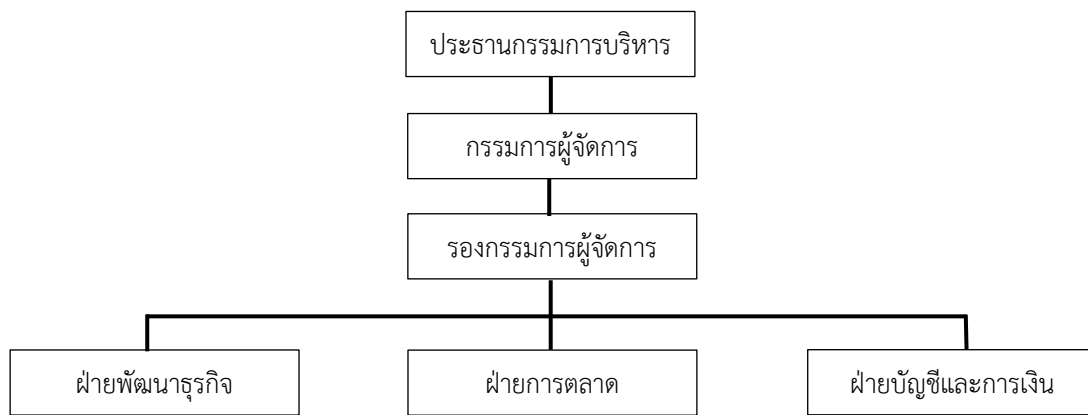 ประธานกรรมการบริหาร
กรรมการผู้จัดการ
รองกรรมการผู้จัดการ
ฝ่ายพัฒนาธุรกิจ
ฝ่ายการตลาด
ฝ่ายบัญชีและการเงิน